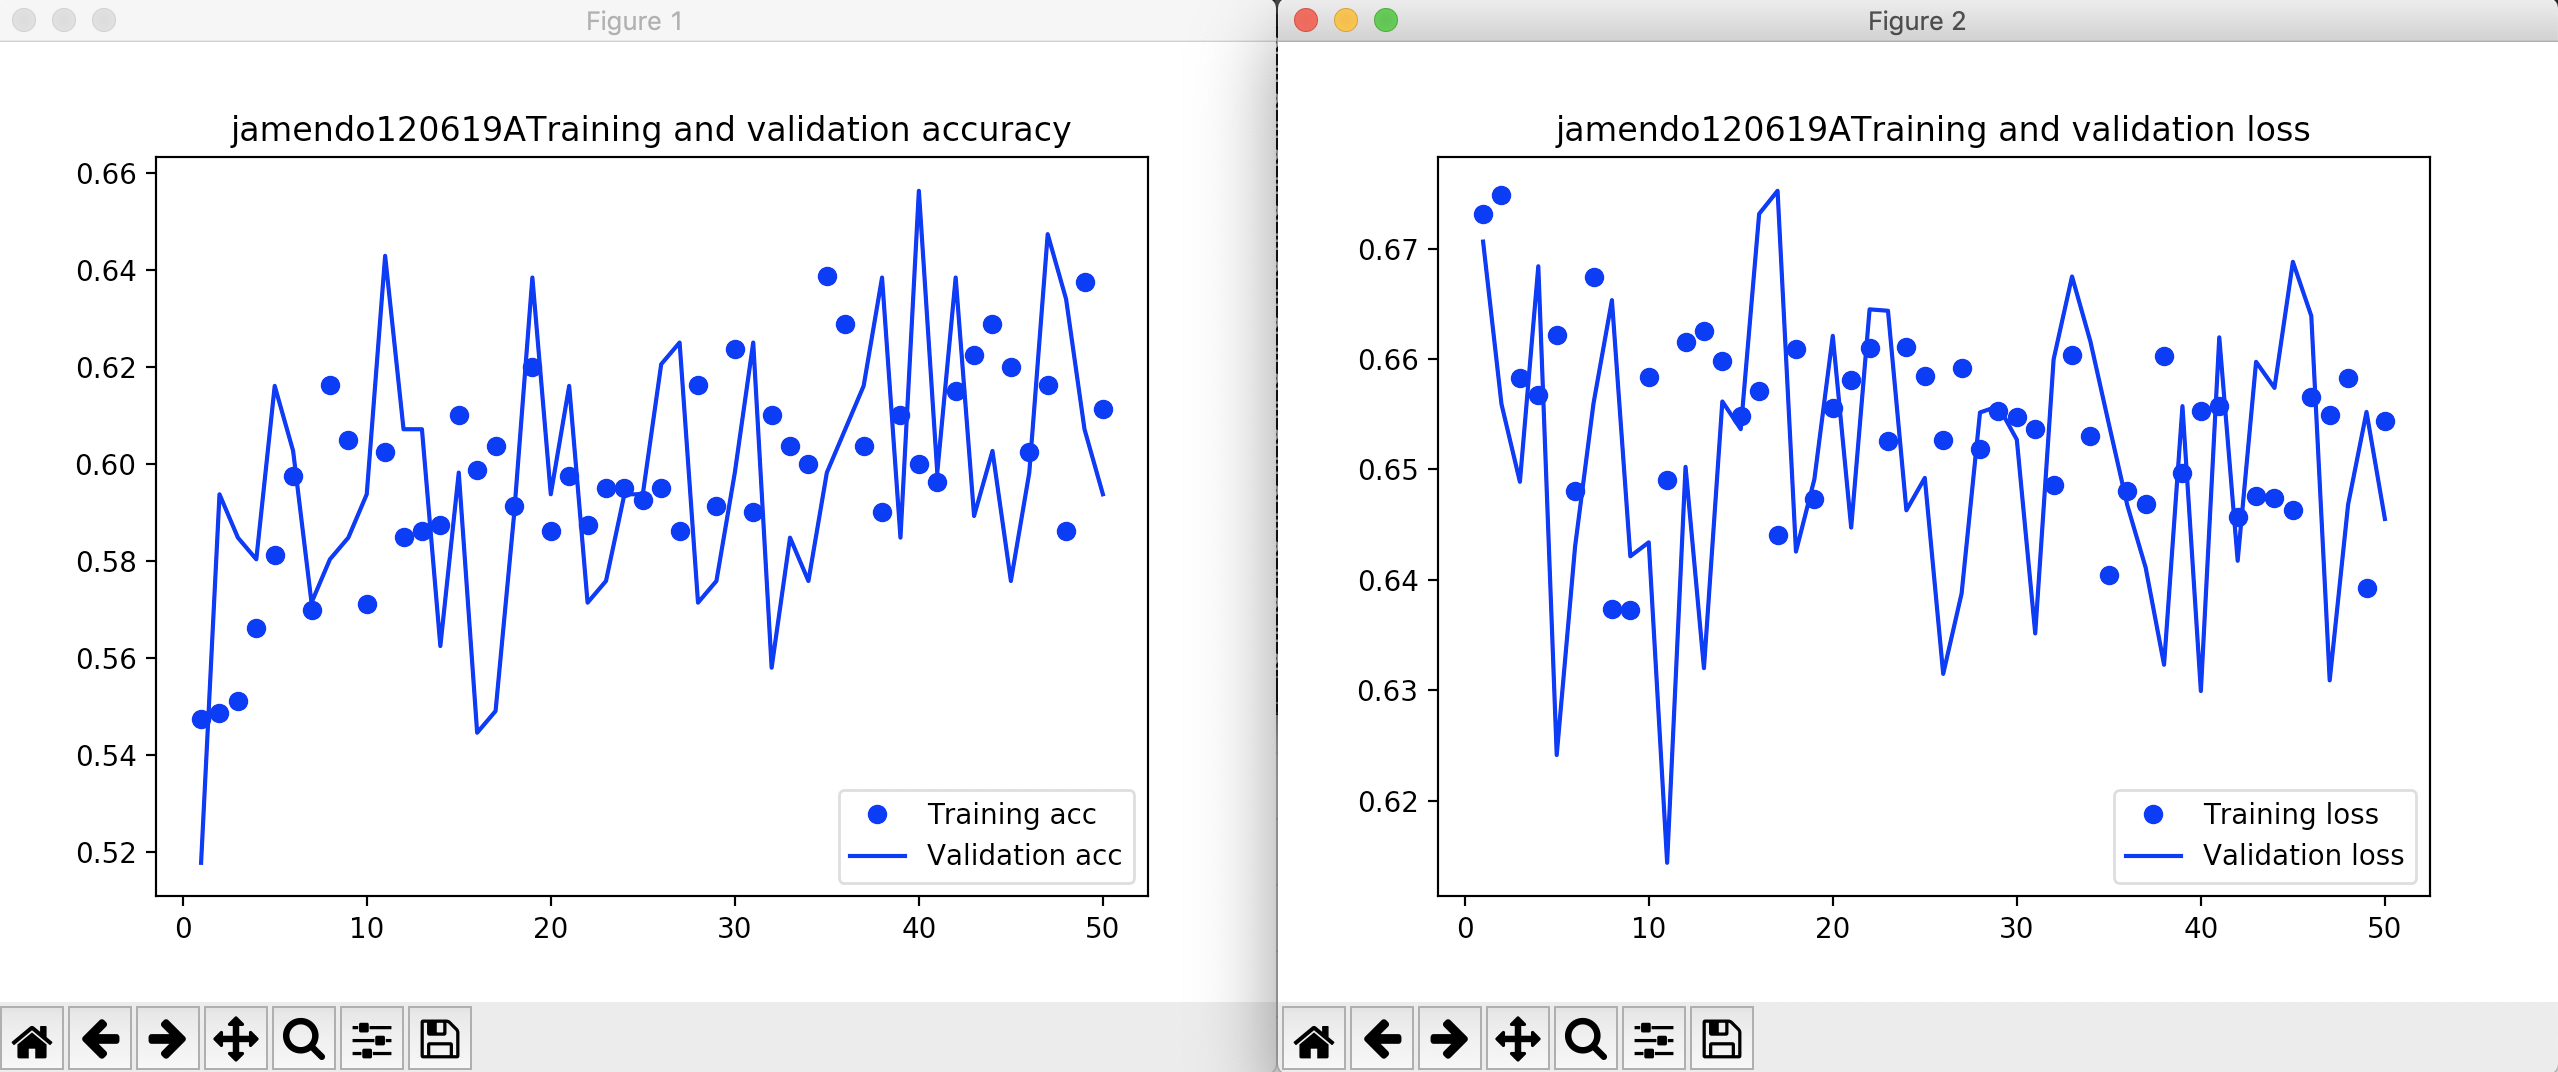 Figure 1
jamendo120619ATraining and validation accuracy
0.66
0.64
0.62
0.60
0.58
0.56
0.54
0.52
0 10 20 30 40 50
Training acc
Validation acc
Figure 2
jamendo120619ATraining and validation loss
0.67
0.66
0.65
0.64
0.63
0.62
0 10 20 30 40 50
Training loss
Validation loss